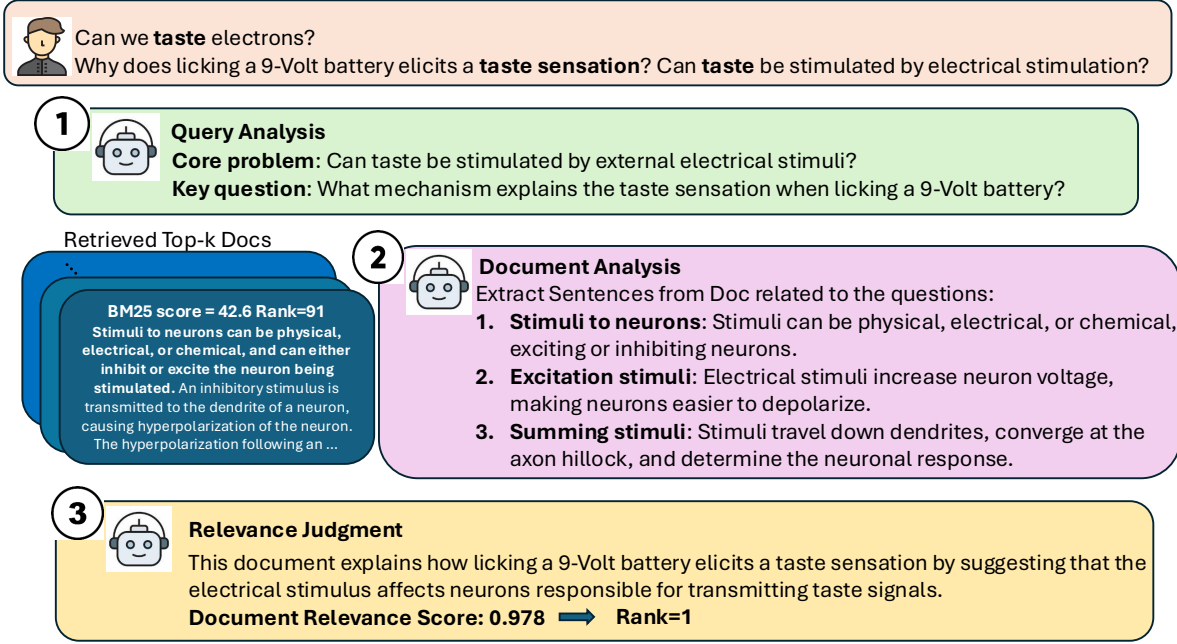 Can we taste electrons?
Why does licking a 9-Volt battery elicits a taste sensation? Can taste be stimulated by electrical stimulation?
1
Query Analysis
Core problem: Can taste be stimulated by external electrical stimuli?
Key question: What mechanism explains the taste sensation when licking a 9-Volt battery?
Retrieved Top-k Docs
BM25 score = 42.6 Rank=91
Stimuli to neurons can be physical,
electrical, or chemical, and can either
inhibit or excite the neuron being
stimulated. An inhibitory stimulus is
transmitted to the dendrite of a neuron,
causing hyperpolarization of the neuron.
The hyperpolarization following an ...
2
Document Analysis
Extract Sentences from Doc related to the questions:
1. Stimuli to neurons: Stimuli can be physical, electrical, or chemical,
exciting or inhibiting neurons.
2. Excitation stimuli: Electrical stimuli increase neuron voltage,
making neurons easier to depolarize.
3. Summing stimuli: Stimuli travel down dendrites, converge at the
axon hillock, and determine the neuronal response.
3
Relevance Judgment
This document explains how licking a 9-Volt battery elicits a taste sensation by suggesting that the
electrical stimulus affects neurons responsible for transmitting taste signals.
Document Relevance Score: 0.978 Rank=1